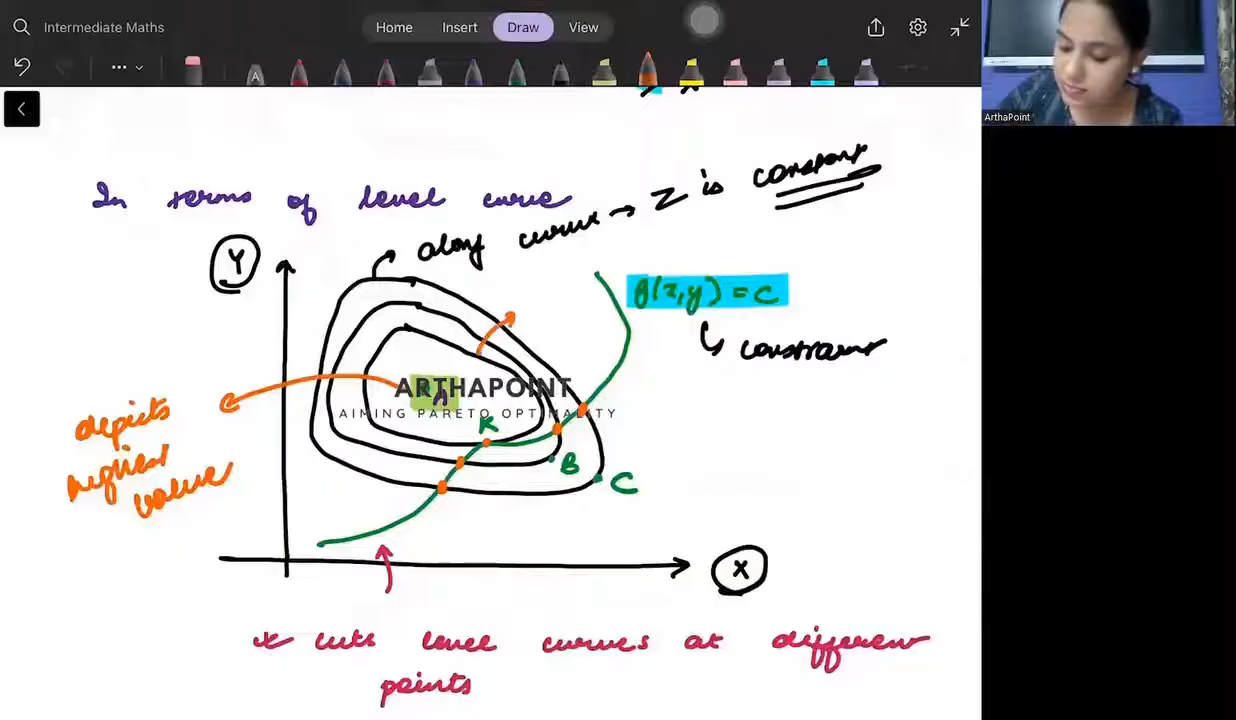 Intermediate Maths
Home Insert Draw View
A
ArthaPoint
In terms of level curve
along curve → Z is constant
Y
g(x,y) = c
↳ constraint
ARTHAPOINT
A
AIMING PARETO OPTIMALITY
depicts
highest
value
K
B
C
X
cuts level curves at different
points